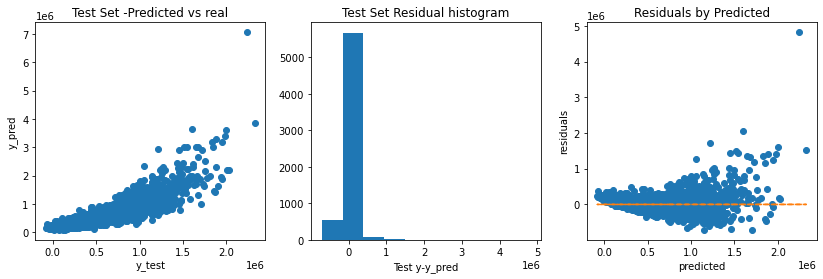 Test Set -Predicted vs real
1e6
7
6
5
4
3
2
1
0
y_pred
0.0 0.5 1.0 1.5 2.0
1e6
y_test
Test Set Residual histogram
5000
4000
3000
2000
1000
0
0 1 2 3 4 5
1e6
Test y-y_pred
Residuals by Predicted
1e6
5
4
3
2
1
0
residuals
0.0 0.5 1.0 1.5 2.0
1e6
predicted